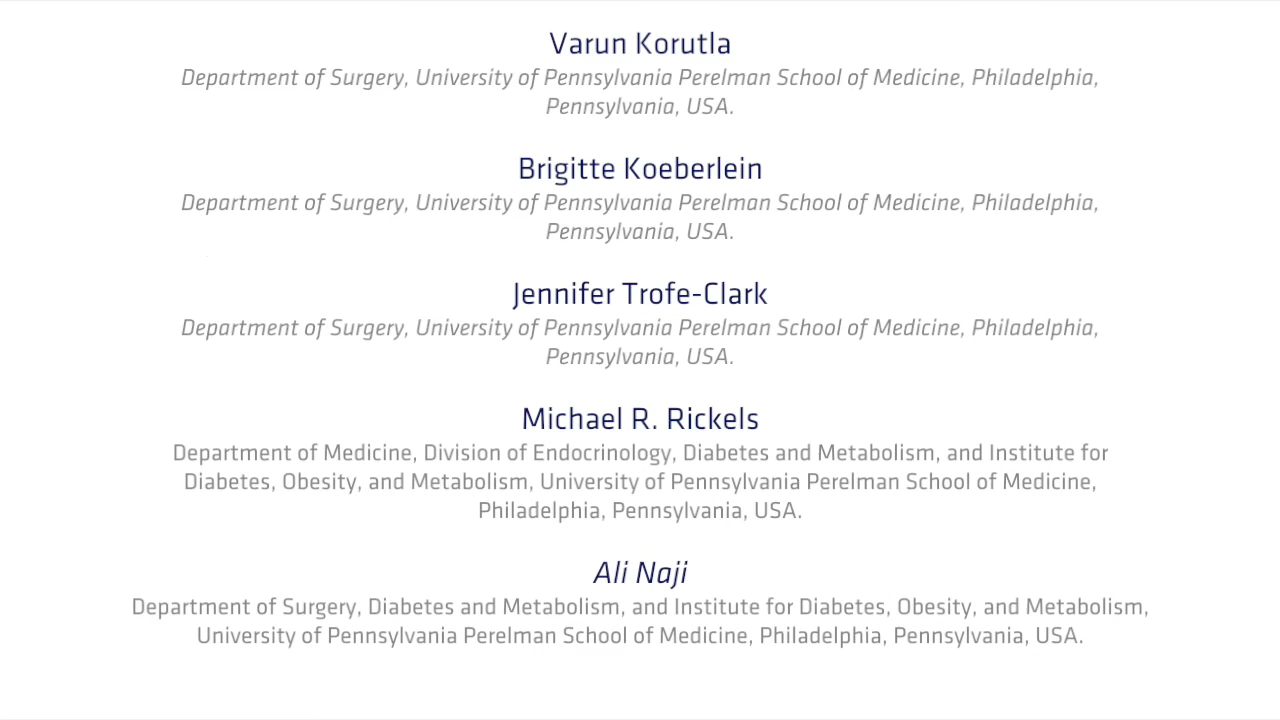 Varun Korutla
Department of Surgery, University of Pennsylvania Perelman School of Medicine, Philadelphia,
Pennsylvania, USA.
Brigitte Koeberlein
Department of Surgery, University of Pennsylvania Perelman School of Medicine, Philadelphia,
Pennsylvania, USA.
Jennifer Trofe-Clark
Department of Surgery, University of Pennsylvania Perelman School of Medicine, Philadelphia,
Pennsylvania, USA.
Michael R. Rickels
Department of Medicine, Division of Endocrinology, Diabetes and Metabolism, and Institute for
Diabetes, Obesity, and Metabolism, University of Pennsylvania Perelman School of Medicine,
Philadelphia, Pennsylvania, USA.
Ali Naji
Department of Surgery, Diabetes and Metabolism, and Institute for Diabetes, Obesity, and Metabolism,
University of Pennsylvania Perelman School of Medicine, Philadelphia, Pennsylvania, USA.